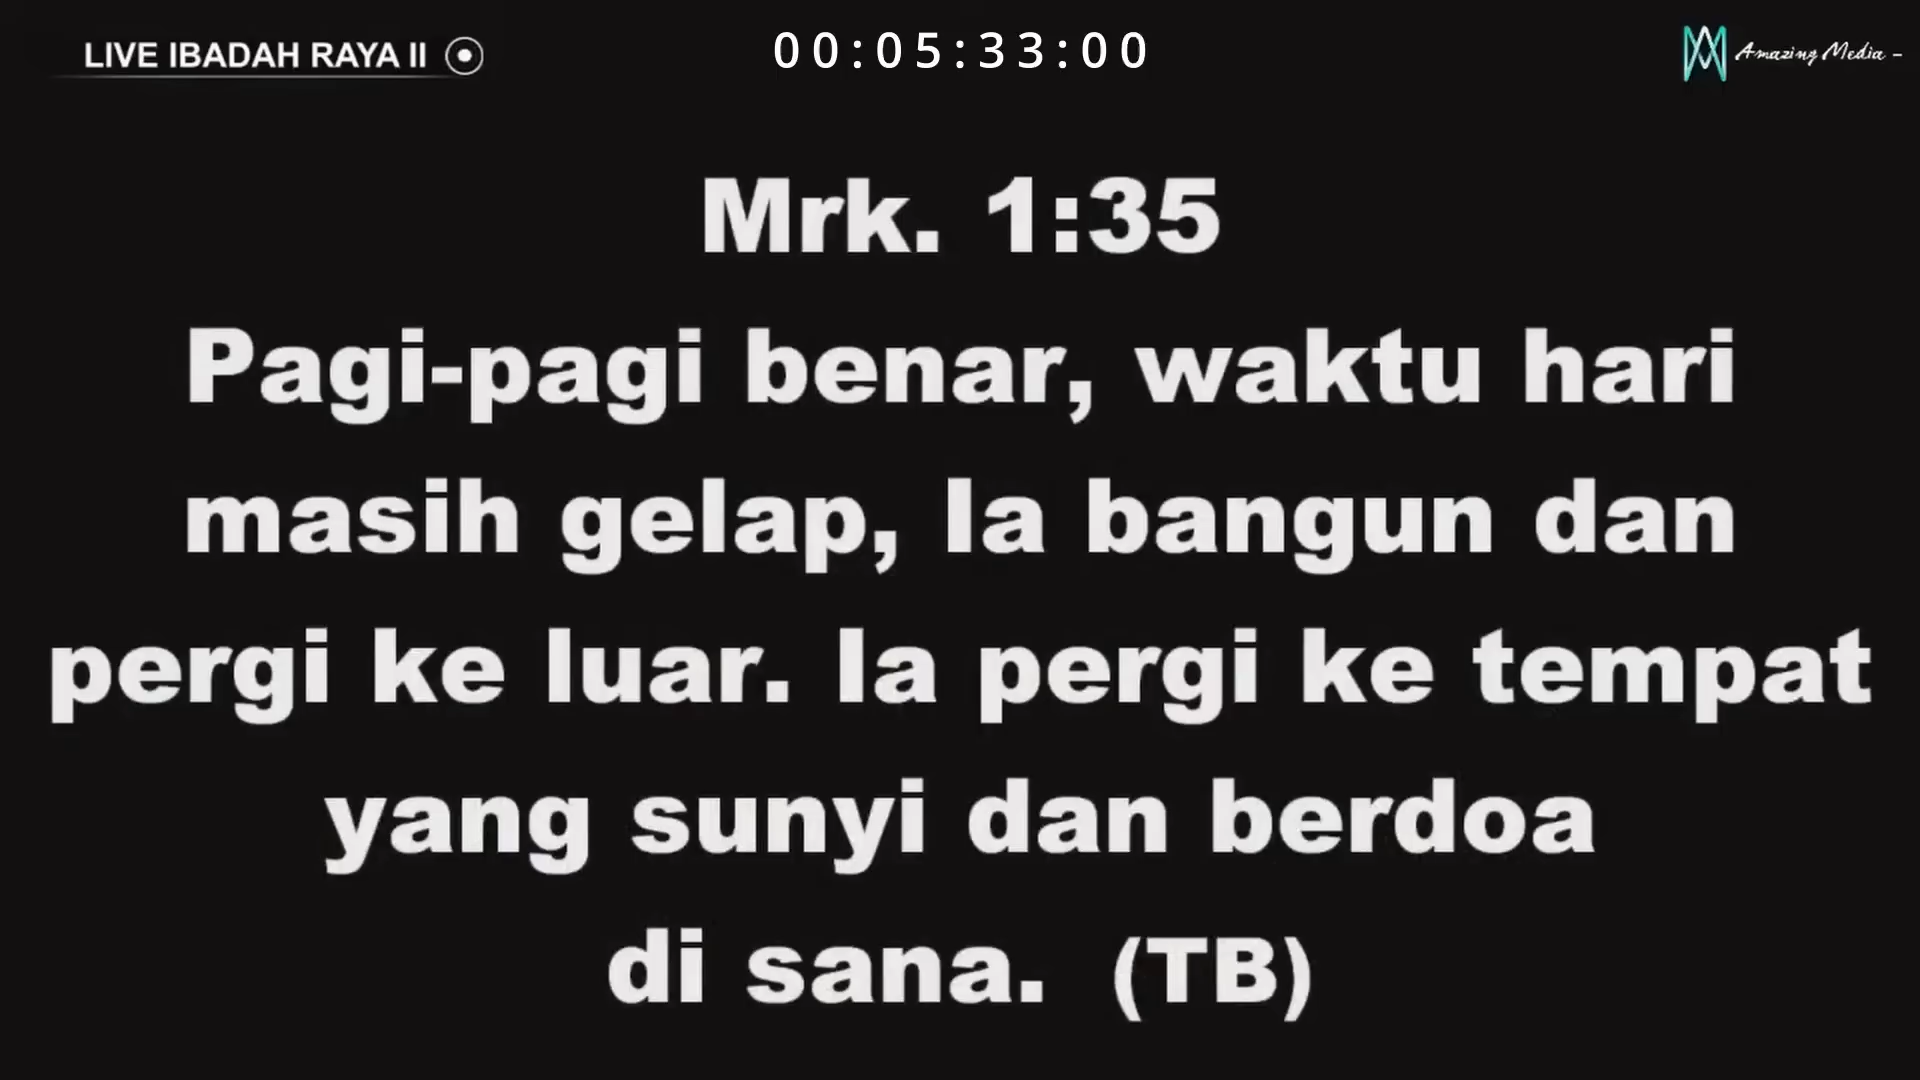 LIVE IBADAH RAYA II
00:05:33:00
Amazing Media -
Mrk. 1:35
Pagi-pagi benar, waktu hari
masih gelap, Ia bangun dan
pergi ke luar. Ia pergi ke tempat
yang sunyi dan berdoa
di sana. (TB)